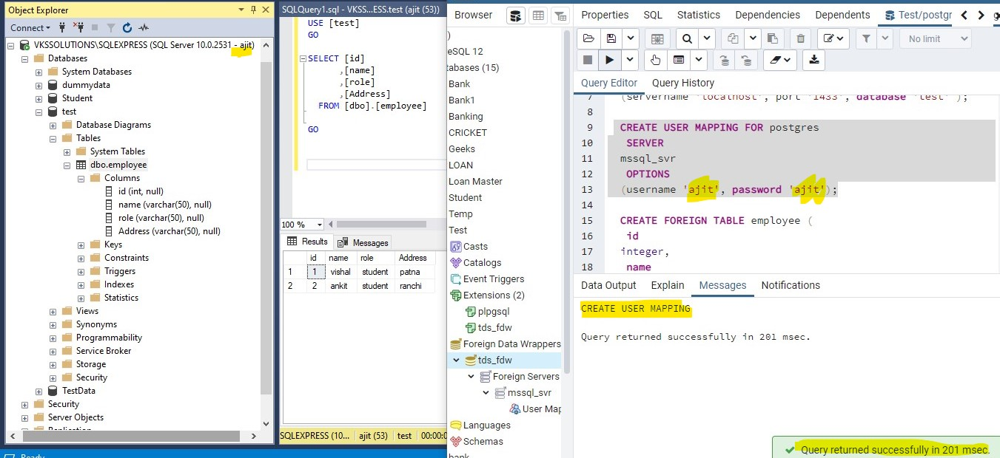 Object Explorer
Connect
VKSSOLUTIONS\SQLEXPRESS (SQL Server 10.0.2531 - ajit)
Databases
System Databases
dummydata
Student
test
Database Diagrams
Tables
System Tables
dbo.employee
Columns
id (int, null)
name (varchar(50), null)
role (varchar(50), null)
Address (varchar(50), null)
Keys
Constraints
Triggers
Indexes
Statistics
Views
Synonyms
Programmability
Service Broker
Storage
Security
TestData
Security
Server Objects
Replication
Ready
SQLQuery1.sql - VKSS...ESS.test (ajit (53))
USE [test]
GO
SELECT [id]
,[name]
,[role]
,[Address]
FROM [dbo].[employee]
GO
100 %
Results Messages
id name role Address
1 1 vishal student patna
2 2 ankit student ranchi
SQLEXPRESS (10... ajit (53) test 00:00:0
Browser
)
eSQL 12
tabases (15)
Bank
Bank1
Banking
CRICKET
Geeks
LOAN
Loan Master
Student
Temp
Test
Casts
Catalogs
Event Triggers
Extensions (2)
plpgsql
tds_fdw
Foreign Data Wrappers
tds_fdw
Foreign Servers
mssql_svr
User Map
Languages
Schemas
bank
Properties SQL Statistics Dependencies Dependents Test/postgr
No limit
Query Editor Query History
7 (servername 'localhost', port '1433', database 'test' );
8
9 CREATE USER MAPPING FOR postgres
10 SERVER
11 mssql_svr
12 OPTIONS
13 (username 'ajit', password 'ajit');
14
15 CREATE FOREIGN TABLE employee (
16 id
17 integer,
18 name
Data Output Explain Messages Notifications
CREATE USER MAPPING
Query returned successfully in 201 msec.
Query returned successfully in 201 msec.